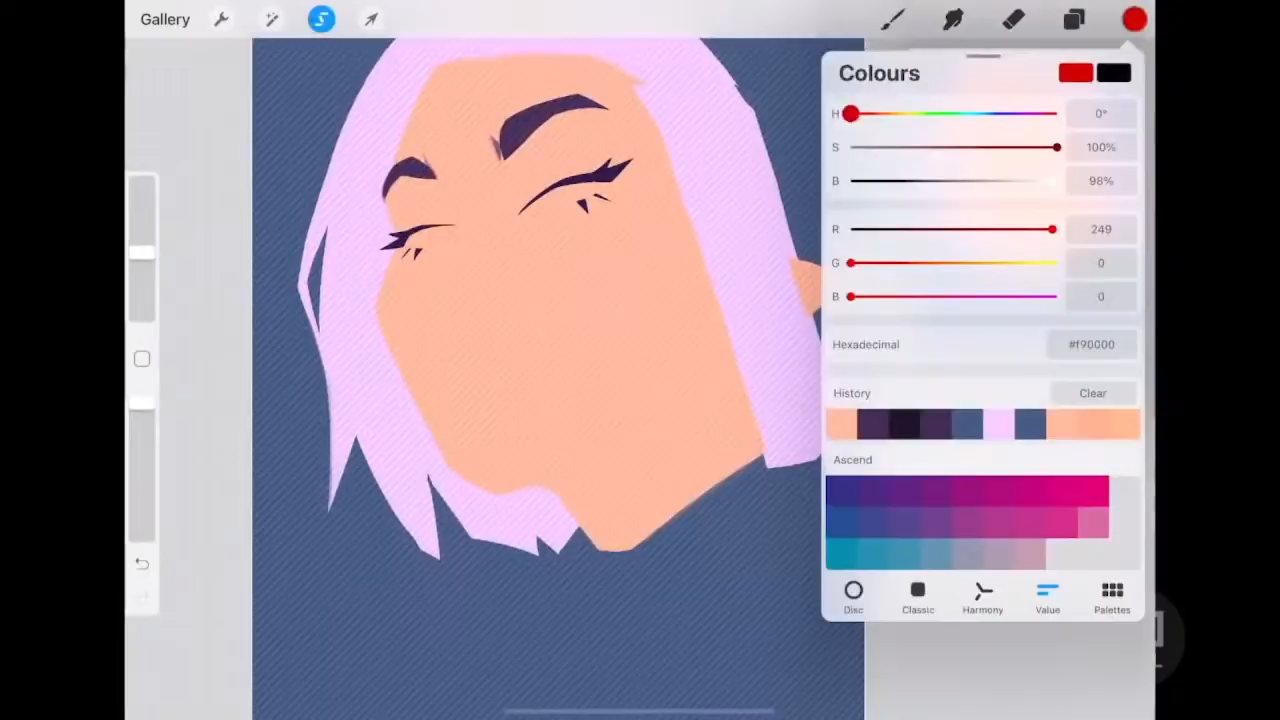 Gallery
Colours
H 0°
S 100%
B 98%
R 249
G 0
B 0
Hexadecimal #f90000
History Clear
Ascend
Disc Classic Harmony Value Palettes